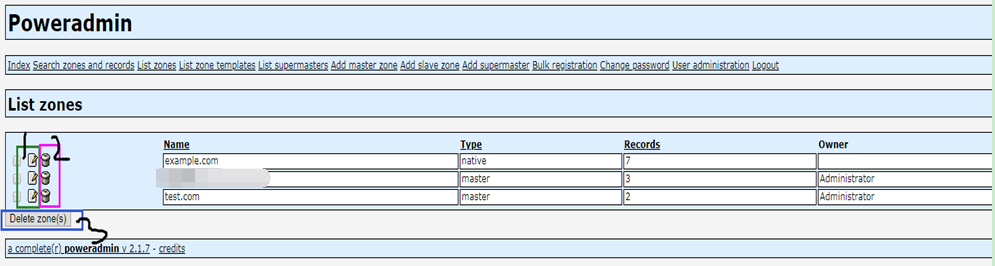 Poweradmin
Index Search zones and records List zones List zone templates List supermasters Add master zone Add slave zone Add supermaster Bulk registration Change password User administration Logout
List zones
1 2
Name Type Records Owner
example.com native 7
master 3 Administrator
test.com master 2 Administrator
Delete zone(s) 3
a complete(r) poweradmin v 2.1.7 - credits